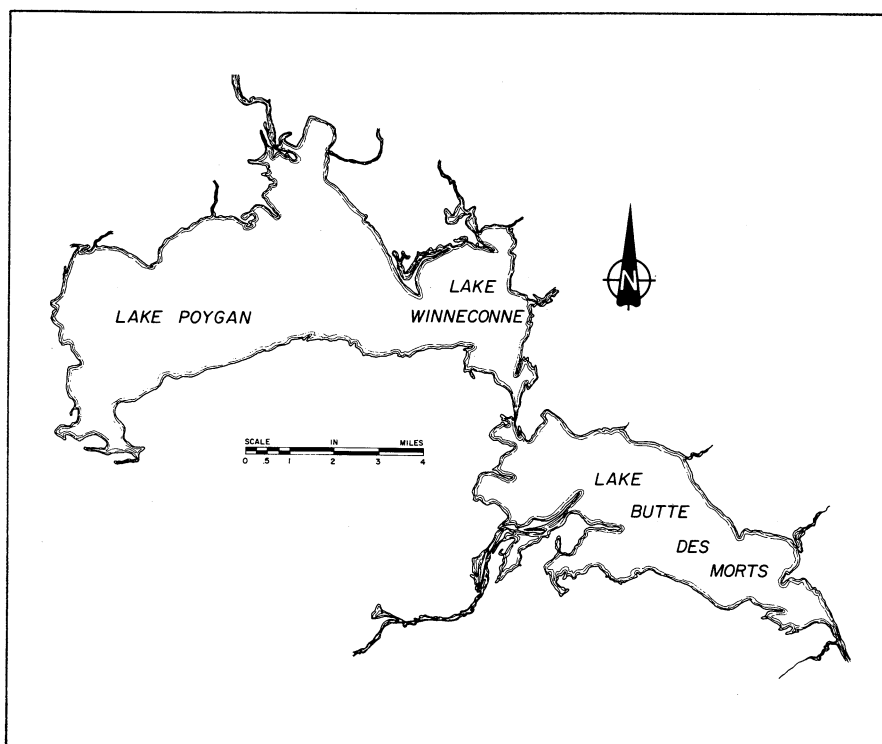 LAKE POYGAN
LAKE
WINNECONNE
N
SCALE IN MILES
0 .5 1 2 3 4
LAKE
BUTTE
DES
MORTS